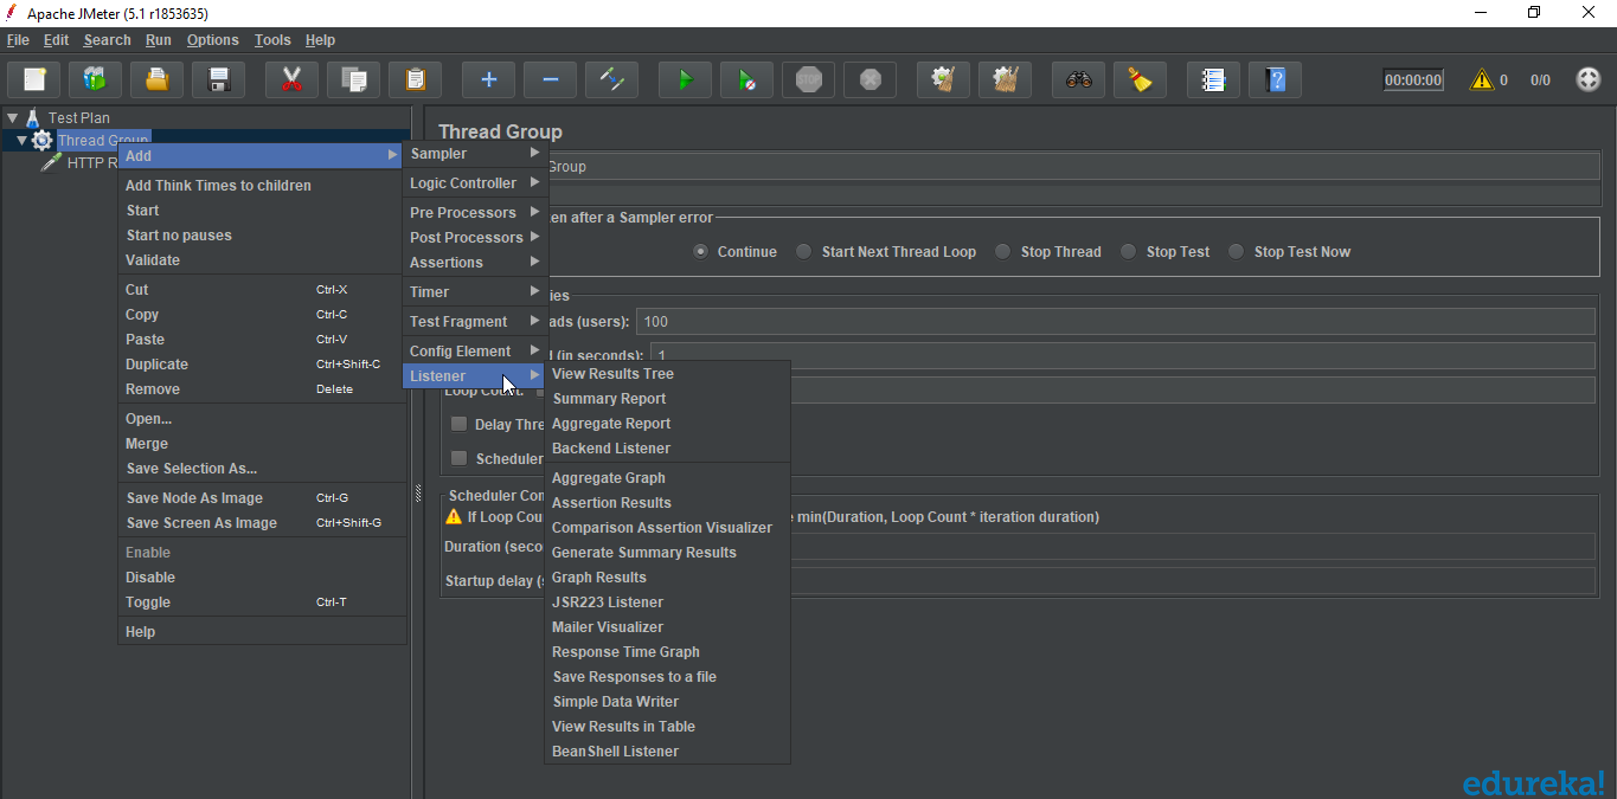 Apache JMeter (5.1 r1853635)
File Edit Search Run Options Tools Help
STOP
00:00:00 0 0/0
Test Plan
Thread Group
HTTP R
Add
Add Think Times to children
Start
Start no pauses
Validate
Cut Ctrl-X
Copy Ctrl-C
Paste Ctrl-V
Duplicate Ctrl+Shift-C
Remove Delete
Open...
Merge
Save Selection As...
Save Node As Image Ctrl-G
Save Screen As Image Ctrl+Shift-G
Enable
Disable
Toggle Ctrl-T
Help
Sampler
Logic Controller
Pre Processors
Post Processors
Assertions
Timer
Test Fragment
Config Element
Listener
View Results Tree
Summary Report
Aggregate Report
Backend Listener
Aggregate Graph
Assertion Results
Comparison Assertion Visualizer
Generate Summary Results
Graph Results
JSR223 Listener
Mailer Visualizer
Response Time Graph
Save Responses to a file
Simple Data Writer
View Results in Table
BeanShell Listener
Thread Group
Group
en after a Sampler error
Continue Start Next Thread Loop Stop Thread Stop Test Stop Test Now
ies
ads (users): 100
(in seconds): 1
Loop Count:
Delay Thre
Scheduler
Scheduler Con
If Loop Cou min(Duration, Loop Count * iteration duration)
Duration (seco
Startup delay (s
edureka!